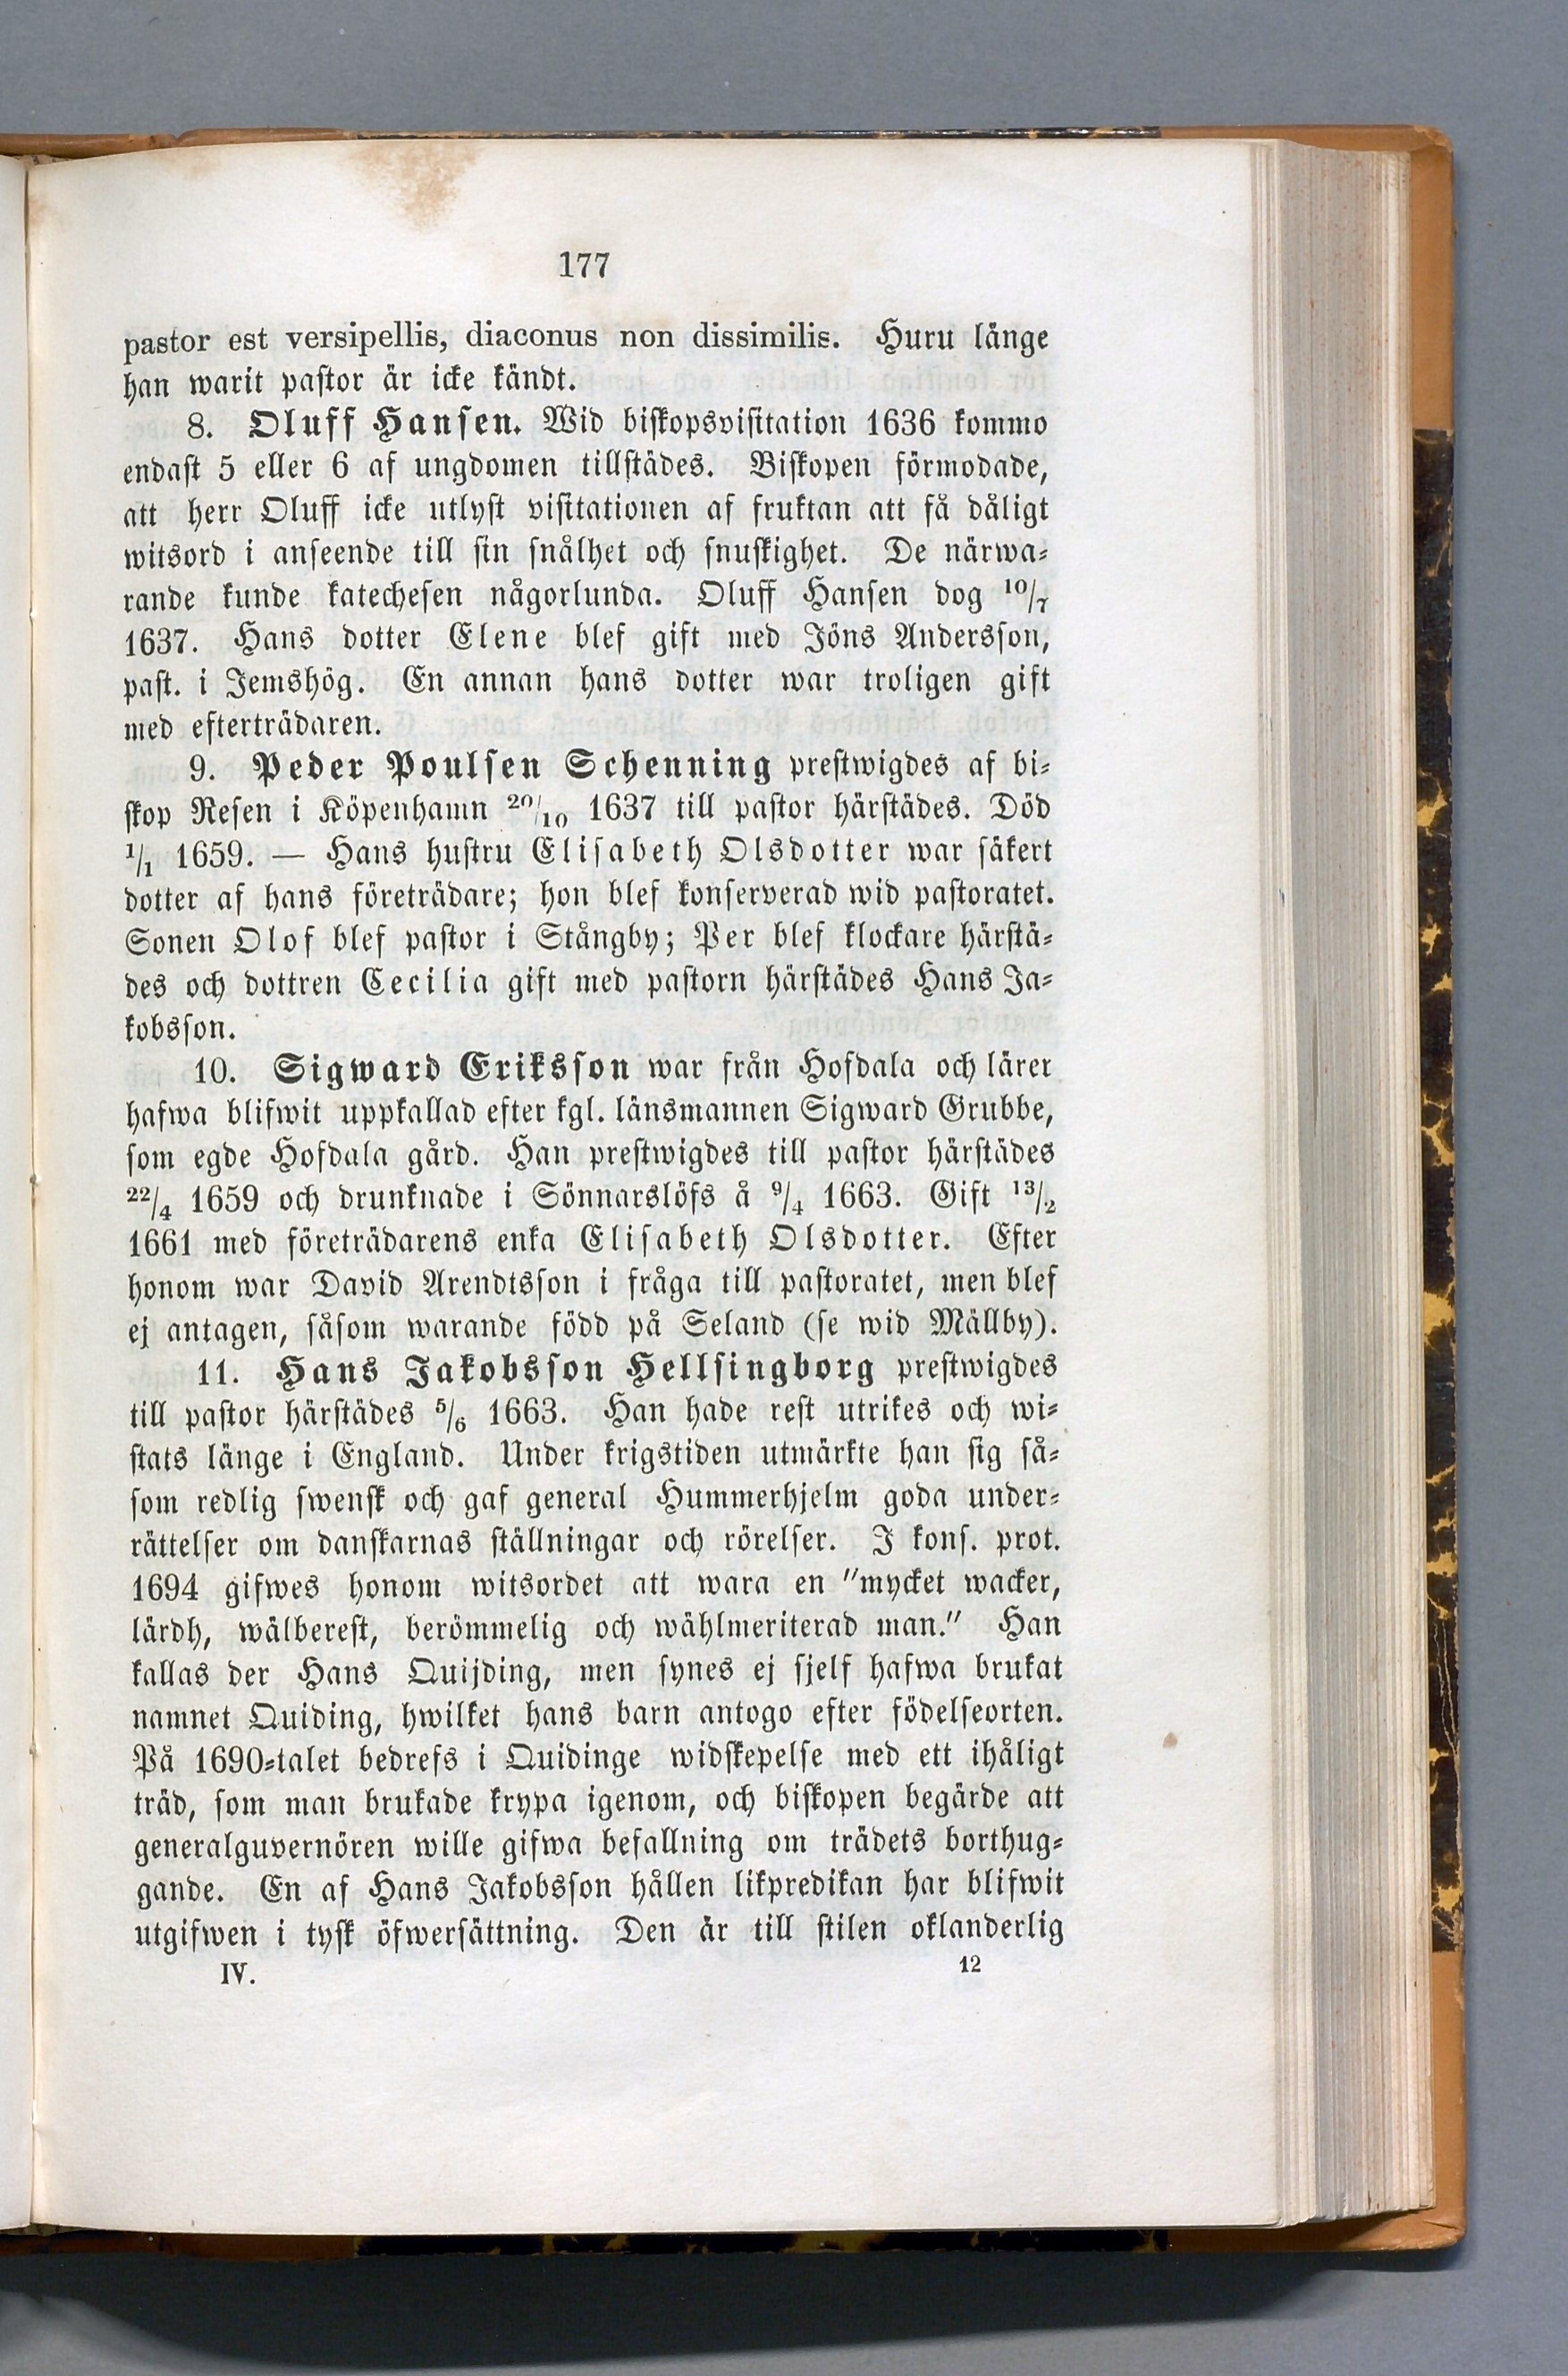 177
pastor est versipellis, diaconus non dissimilis. Huru länge
han warit pastor är icke kändt.
8. Oluff Hansen. Wid biskopsvisitation 1636 kommo
endast 5 eller 6 af ungdomen tillstädes. Biskopen förmodade,
att herr Oluff icke utlyst visitationen af fruktan att få dåligt
witsord i anseende till sin snålhet och snuskighet. De närwa-
rande kunde katechesen någorlunda. Oluff Hansen dog 10/7
1637. Hans dotter Elene blef gift med Jöns Andersson,
past. i Jemshög. En annan hans dotter war troligen gift
med efterträdaren.
9. Peder Poulsen Schenning prestwigdes af bi-
skop Resen i Köpenhamn 20/10 1637 till pastor härstädes. Död
1/1 1659. — Hans hustru Elisabeth Olsdotter war säkert
dotter af hans företrädare; hon blef konserverad wid pastoratet.
Sonen Olof blef pastor i Stångby; Per blef klockare härstä-
des och dottren Cecilia gift med pastorn härstädes Hans Ja-
kobsson.
10. Sigward Eriksson war från Hofdala och lärer
hafwa blifwit uppkallad efter kgl. länsmannen Sigward Grubbe,
som egde Hofdala gård. Han prestwigdes till pastor härstädes
22/4 1659 och drunknade i Sönnarslöfs å 9/4 1663. Gift 13/2
1661 med företrädarens enka Elisabeth Olsdotter. Efter
honom war David Arendtsson i fråga till pastoratet, men blef
ej antagen, såsom warande född på Seland (se wid Mällby).
11. Hans Jakobsson Hellsingborg prestwigdes
till pastor härstädes 5/6 1663. Han hade rest utrikes och wi-
stats länge i England. Under krigstiden utmärkte han sig så-
som redlig swensk och gaf general Hummerhjelm goda under-
rättelser om danskarnas ställningar och rörelser. I kons. prot.
1694 gifwes honom witsordet att wara en "mycket wacker,
lärdh, wälberest, berömmelig och wählmeriterad man." Han
kallas der Hans Quijding, men synes ej sjelf hafwa brukat
namnet Quiding, hwilket hans barn antogo efter födelseorten.
På 1690-talet bedrefs i Quidinge widskepelse med ett ihåligt
träd, som man brukade krypa igenom, och biskopen begärde att
generalguvernören wille gifwa befallning om trädets borthug-
gande. En af Hans Jakobsson hållen likpredikan har blifwit
utgifwen i tysk öfwersättning. Den är till stilen oklanderlig
IV. 12